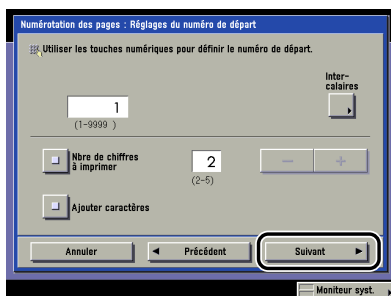 Numérotation des pages : Réglages du numéro de départ
Utiliser les touches numériques pour définir le numéro de départ.
Inter-
calaires
1
(1-9999 )
Nbre de chiffres
à imprimer
2
(2-5)
− +
Ajouter caractères
Annuler
◄ Précédent
Suivant ►
Moniteur syst.